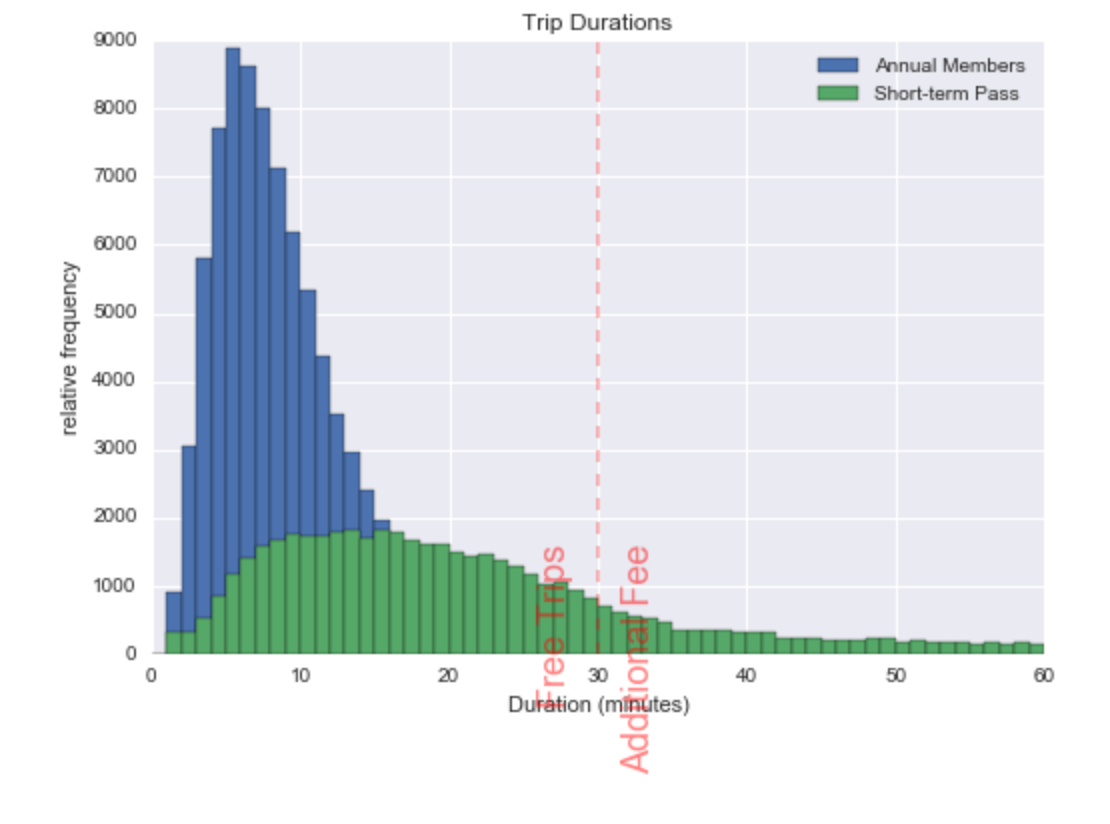 Trip Durations
9000
8000
7000
6000
5000
4000
3000
2000
1000
0
relative frequency
Annual Members
Short-term Pass
Free Trips
Additional Fee
0 10 20 30 40 50 60
Duration (minutes)